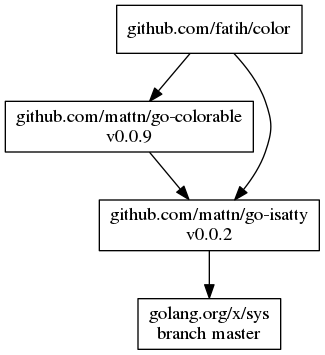 github.com/fatih/color
github.com/mattn/go-colorable
v0.0.9
github.com/mattn/go-isatty
v0.0.2
golang.org/x/sys
branch master